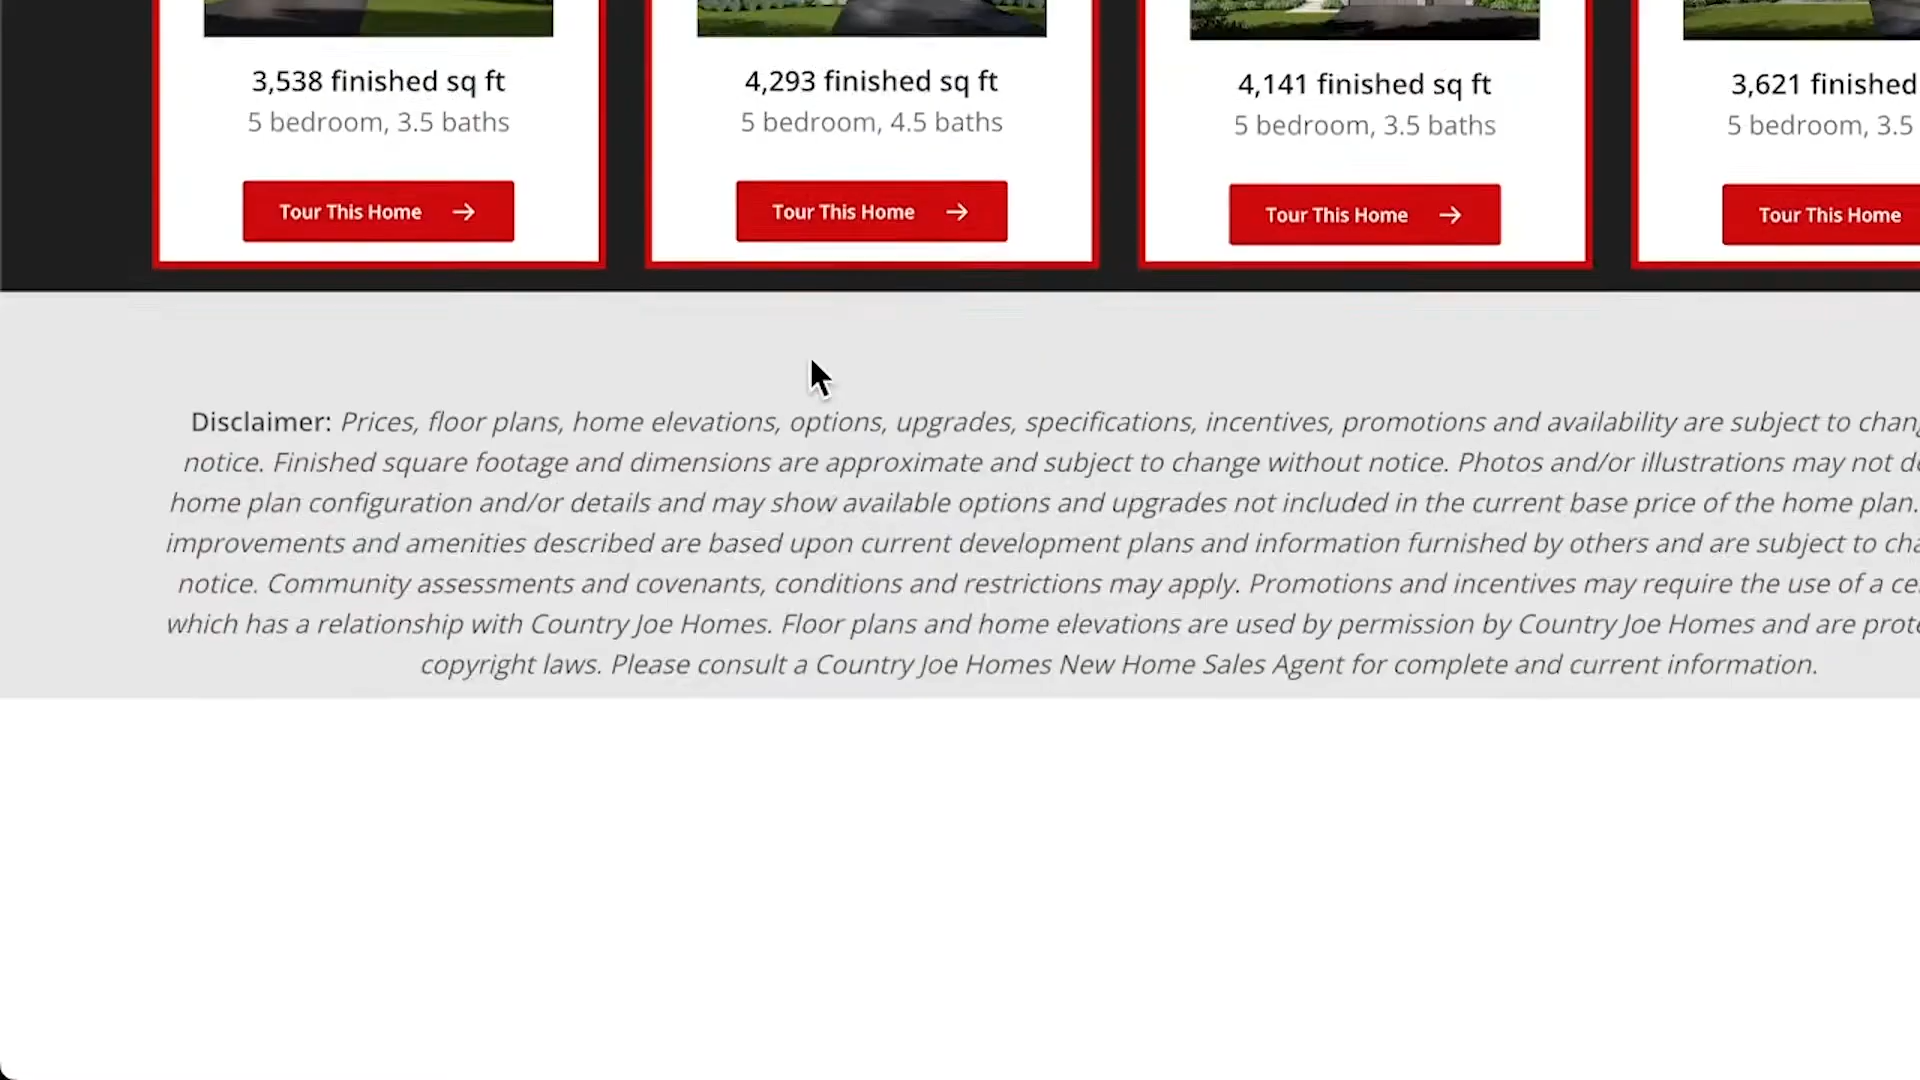 3,538 finished sq ft
5 bedroom, 3.5 baths
Tour This Home
4,293 finished sq ft
5 bedroom, 4.5 baths
Tour This Home
4,141 finished sq ft
5 bedroom, 3.5 baths
Tour This Home
3,621 finished
5 bedroom, 3.5
Tour This Home
Disclaimer: Prices, floor plans, home elevations, options, upgrades, specifications, incentives, promotions and availability are subject to
notice. Finished square footage and dimensions are approximate and subject to change without notice. Photos and/or illustrations may not
home plan configuration and/or details and may show available options and upgrades not included in the current base price of the home plan.
improvements and amenities described are based upon current development plans and information furnished by others and are subject to
notice. Community assessments and covenants, conditions and restrictions may apply. Promotions and incentives may require the use of a
which has a relationship with Country Joe Homes. Floor plans and home elevations are used by permission by Country Joe Homes and are
copyright laws. Please consult a Country Joe Homes New Home Sales Agent for complete and current information.